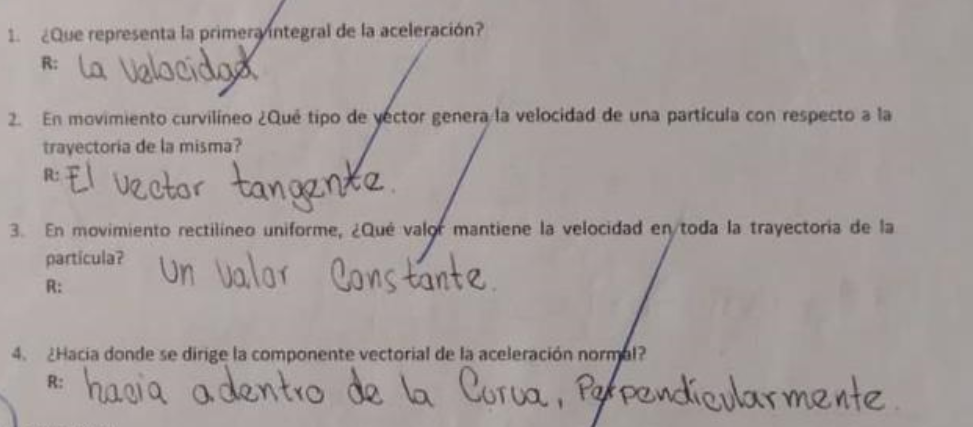 1. ¿Que representa la primera integral de la aceleración?
R: La Velocidad
2. En movimiento curvilíneo ¿Qué tipo de vector genera la velocidad de una partícula con respecto a la
trayectoria de la misma?
R: El vector tangente.
3. En movimiento rectilíneo uniforme, ¿Qué valor mantiene la velocidad en toda la trayectoria de la
partícula? Un Valor Constante.
R:
4. ¿Hacia donde se dirige la componente vectorial de la aceleración normal?
R: hacia adentro de la Curva, Perpendicularmente.